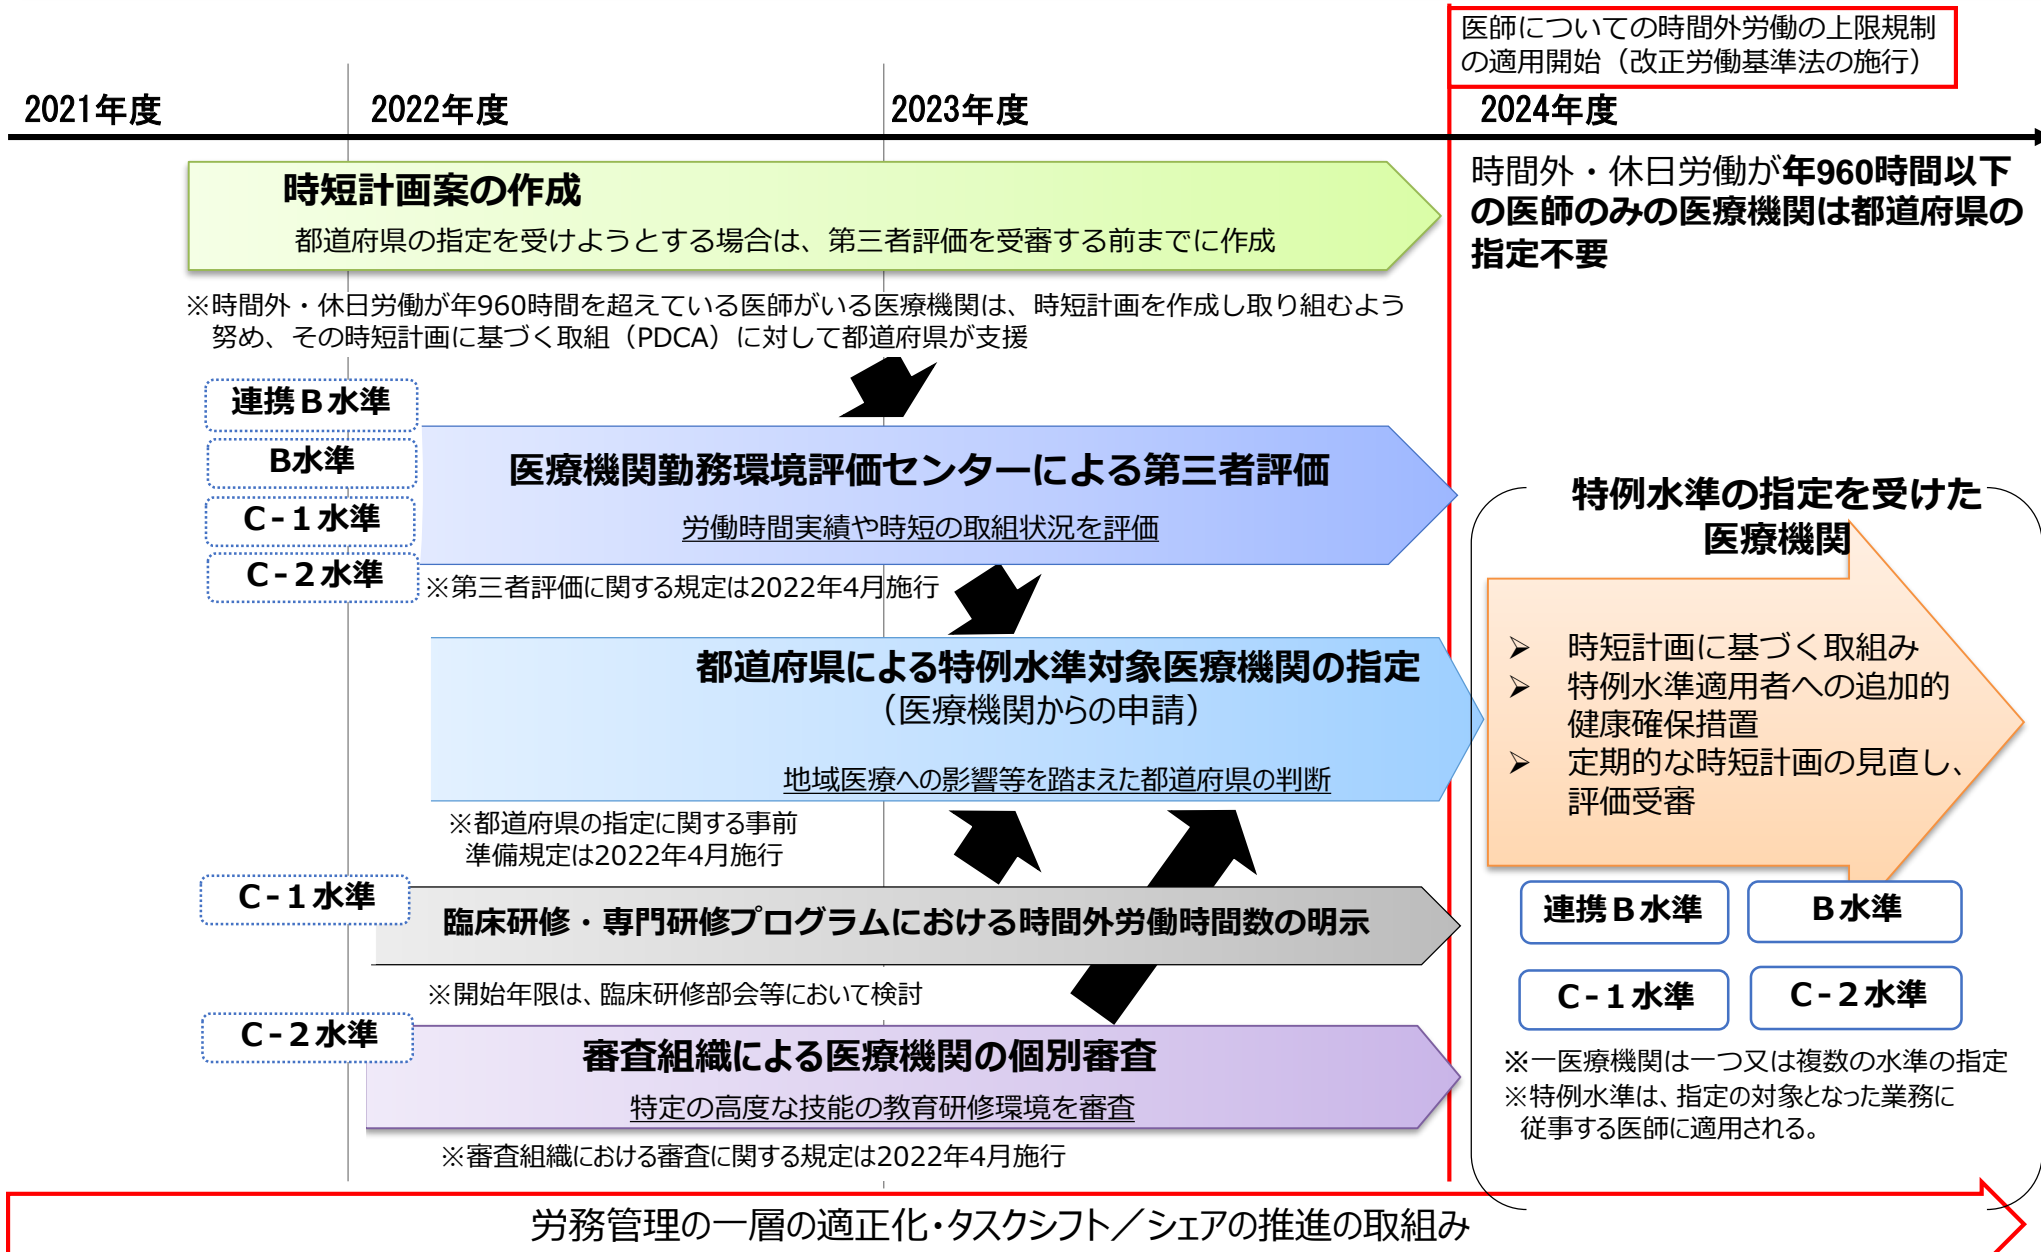 医師についての時間外労働の上限規制
の適用開始（改正労働基準法の施行）
2021年度
2022年度
2023年度
2024年度
時短計画案の作成
都道府県の指定を受けようとする場合は、第三者評価を受審する前までに作成
時間外・休日労働が年960時間以下
の医師のみの医療機関は都道府県の
指定不要
※時間外・休日労働が年960時間を超えている医師がいる医療機関は、時短計画を作成し取り組むよう
努め、その時短計画に基づく取組（PDCA）に対して都道府県が支援
連携Ｂ水準
B水準
C-1水準
C-2水準
医療機関勤務環境評価センターによる第三者評価
労働時間実績や時短の取組状況を評価
※第三者評価に関する規定は2022年4月施行
都道府県による特例水準対象医療機関の指定
（医療機関からの申請）
地域医療への影響等を踏まえた都道府県の判断
※都道府県の指定に関する事前
準備規定は2022年4月施行
C-1水準
臨床研修・専門研修プログラムにおける時間外労働時間数の明示
※開始年限は、臨床研修部会等において検討
C-2水準
審査組織による医療機関の個別審査
特定の高度な技能の教育研修環境を審査
※審査組織における審査に関する規定は2022年4月施行
特例水準の指定を受けた
医療機関
➢ 時短計画に基づく取組み
➢ 特例水準適用者への追加的
健康確保措置
➢ 定期的な時短計画の見直し、
評価受審
連携Ｂ水準
Ｂ水準
C-1水準
C-2水準
※一医療機関は一つ又は複数の水準の指定
※特例水準は、指定の対象となった業務に
従事する医師に適用される。
労務管理の一層の適正化・タスクシフト／シェアの推進の取組み